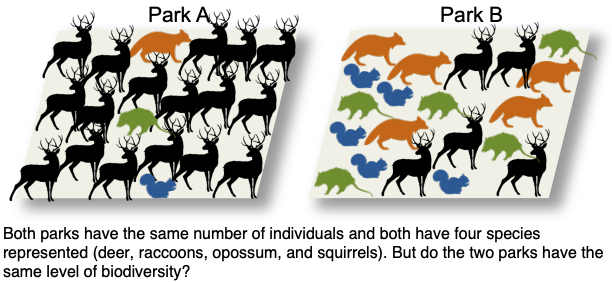 Park A Park B
Both parks have the same number of individuals and both have four species
represented (deer, raccoons, opossum, and squirrels). But do the two parks have the
same level of biodiversity?